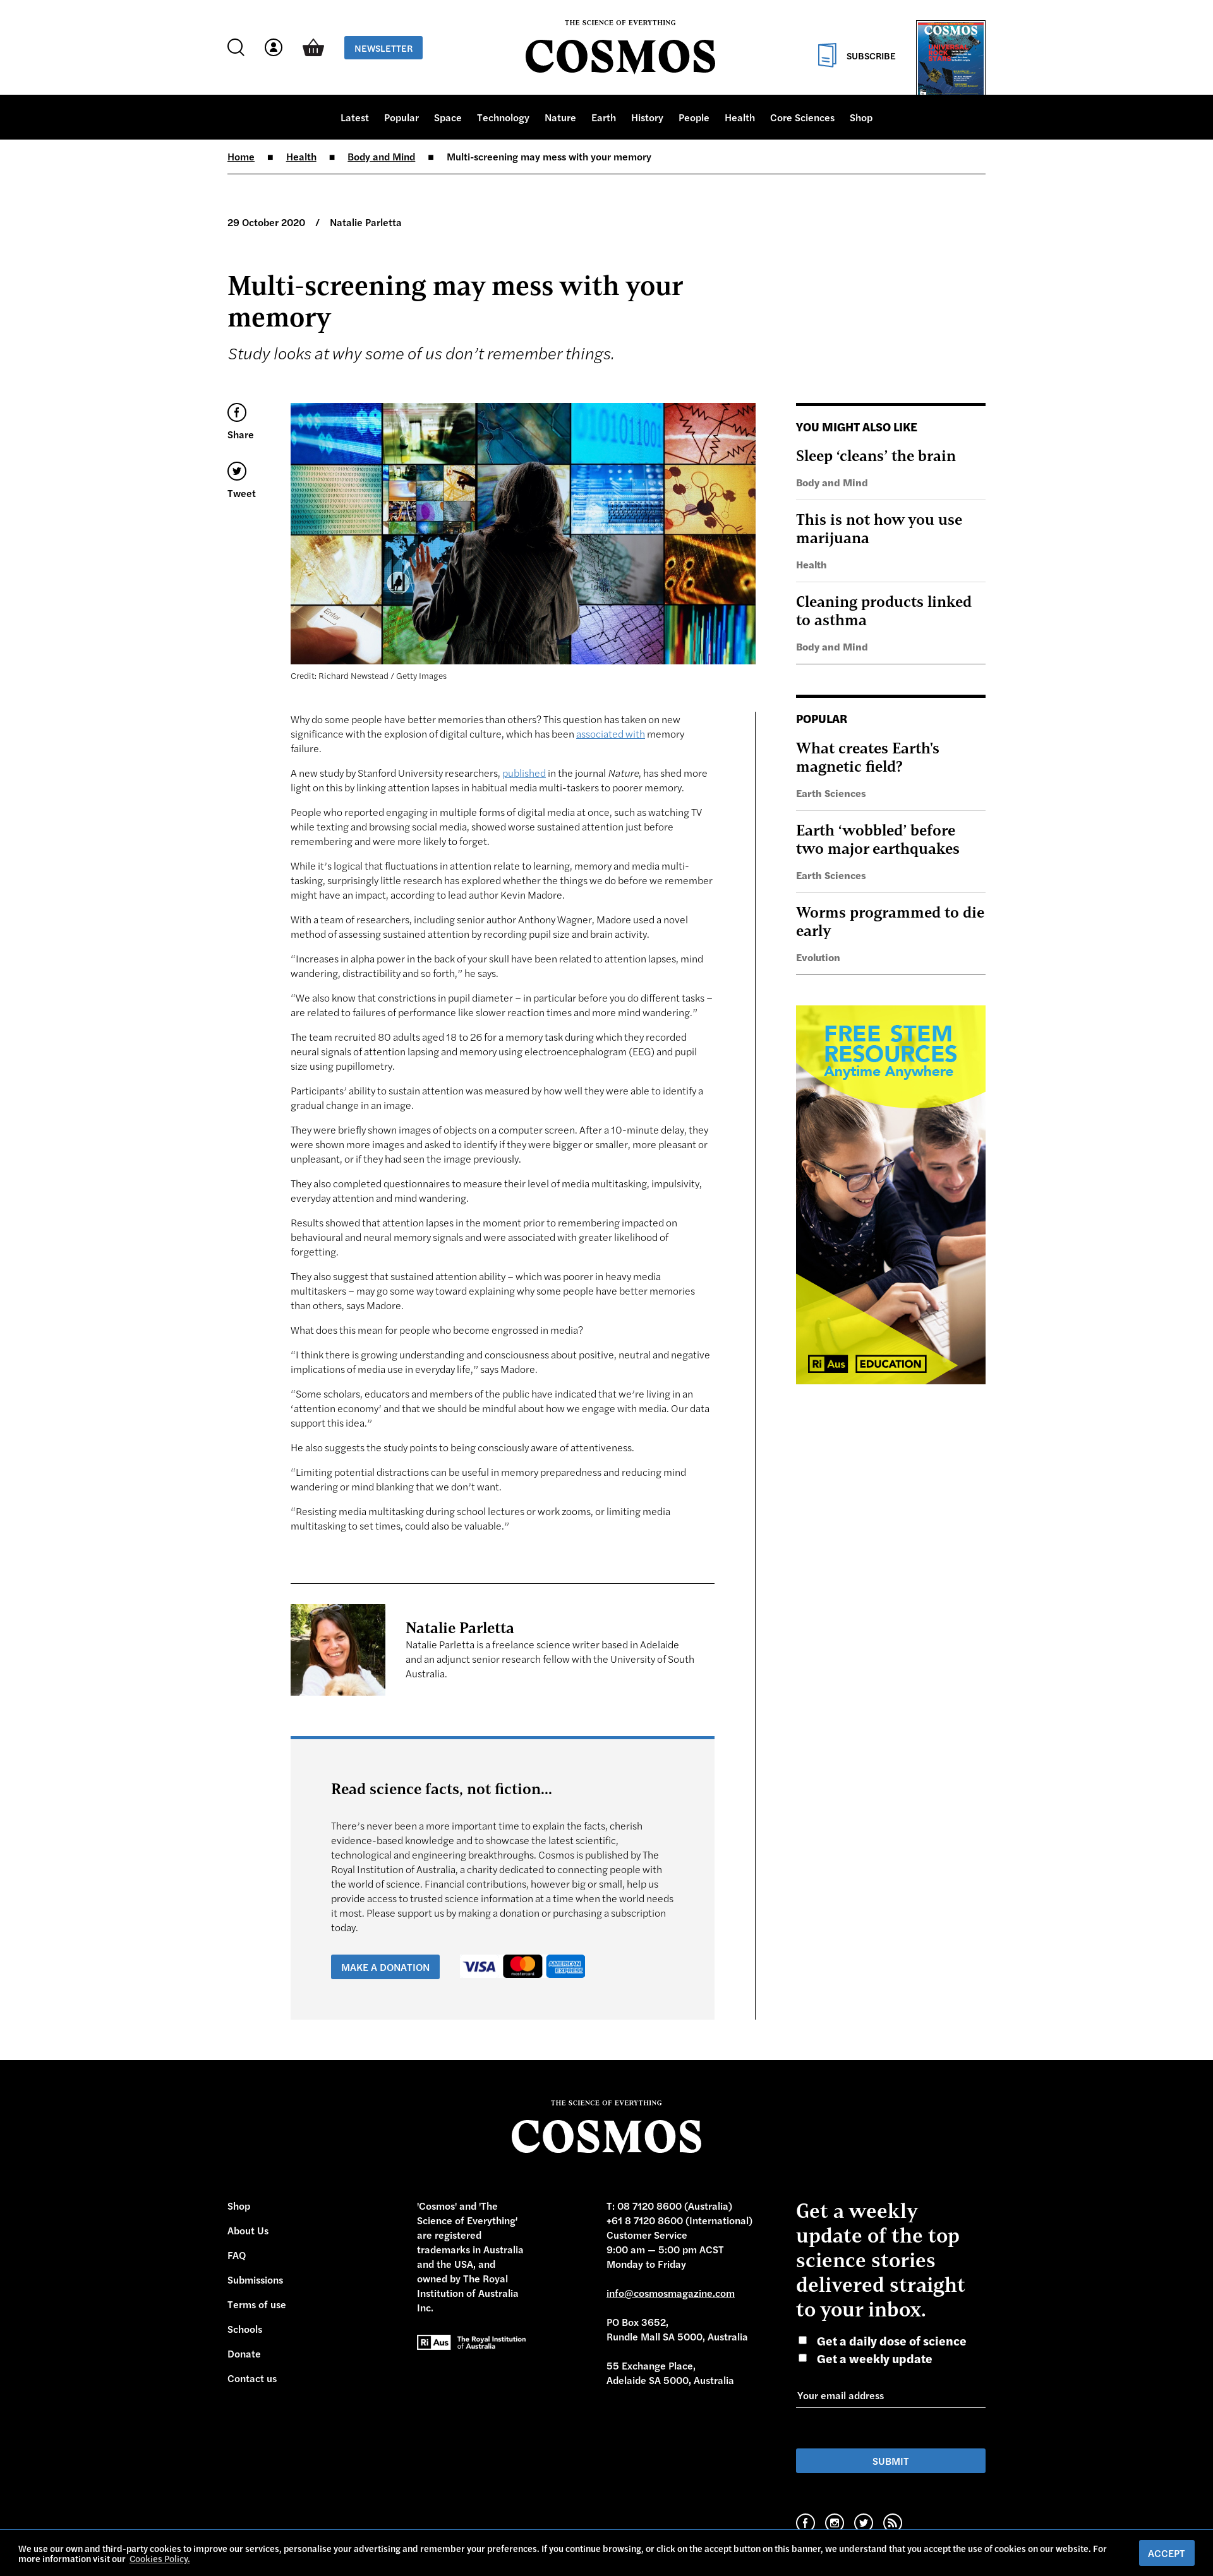 THE SCIENCE OF EVERYTHING
COSMOS
NEWSLETTER
SUBSCRIBE
COSMOS
Latest Popular Space Technology Nature Earth History People Health Core Sciences Shop
Home ■ Health ■ Body and Mind ■ Multi-screening may mess with your memory
29 October 2020 / Natalie Parletta
Multi-screening may mess with your
memory
Study looks at why some of us don’t remember things.
Share
Tweet
Enter
Credit: Richard Newstead / Getty Images
Why do some people have better memories than others? This question has taken on new
significance with the explosion of digital culture, which has been associated with memory
failure.
A new study by Stanford University researchers, published in the journal Nature, has shed more
light on this by linking attention lapses in habitual media multi-taskers to poorer memory.
People who reported engaging in multiple forms of digital media at once, such as watching TV
while texting and browsing social media, showed worse sustained attention just before
remembering and were more likely to forget.
While it’s logical that fluctuations in attention relate to learning, memory and media multi-
tasking, surprisingly little research has explored whether the things we do before we remember
might have an impact, according to lead author Kevin Madore.
With a team of researchers, including senior author Anthony Wagner, Madore used a novel
method of assessing sustained attention by recording pupil size and brain activity.
“Increases in alpha power in the back of your skull have been related to attention lapses, mind
wandering, distractibility and so forth,” he says.
“We also know that constrictions in pupil diameter – in particular before you do different tasks –
are related to failures of performance like slower reaction times and more mind wandering.”
The team recruited 80 adults aged 18 to 26 for a memory task during which they recorded
neural signals of attention lapsing and memory using electroencephalogram (EEG) and pupil
size using pupillometry.
Participants’ ability to sustain attention was measured by how well they were able to identify a
gradual change in an image.
They were briefly shown images of objects on a computer screen. After a 10-minute delay, they
were shown more images and asked to identify if they were bigger or smaller, more pleasant or
unpleasant, or if they had seen the image previously.
They also completed questionnaires to measure their level of media multitasking, impulsivity,
everyday attention and mind wandering.
Results showed that attention lapses in the moment prior to remembering impacted on
behavioural and neural memory signals and were associated with greater likelihood of
forgetting.
They also suggest that sustained attention ability – which was poorer in heavy media
multitaskers – may go some way toward explaining why some people have better memories
than others, says Madore.
What does this mean for people who become engrossed in media?
“I think there is growing understanding and consciousness about positive, neutral and negative
implications of media use in everyday life,” says Madore.
“Some scholars, educators and members of the public have indicated that we’re living in an
‘attention economy’ and that we should be mindful about how we engage with media. Our data
support this idea.”
He also suggests the study points to being consciously aware of attentiveness.
“Limiting potential distractions can be useful in memory preparedness and reducing mind
wandering or mind blanking that we don’t want.
“Resisting media multitasking during school lectures or work zooms, or limiting media
multitasking to set times, could also be valuable.”
Natalie Parletta
Natalie Parletta is a freelance science writer based in Adelaide
and an adjunct senior research fellow with the University of South
Australia.
Read science facts, not fiction...
There’s never been a more important time to explain the facts, cherish
evidence-based knowledge and to showcase the latest scientific,
technological and engineering breakthroughs. Cosmos is published by The
Royal Institution of Australia, a charity dedicated to connecting people with
the world of science. Financial contributions, however big or small, help us
provide access to trusted science information at a time when the world needs
it most. Please support us by making a donation or purchasing a subscription
today.
MAKE A DONATION
VISA
mastercard
AMERICAN
EXPRESS
YOU MIGHT ALSO LIKE
Sleep ‘cleans’ the brain
Body and Mind
This is not how you use
marijuana
Health
Cleaning products linked
to asthma
Body and Mind
POPULAR
What creates Earth's
magnetic field?
Earth Sciences
Earth ‘wobbled’ before
two major earthquakes
Earth Sciences
Worms programmed to die
early
Evolution
FREE STEM
RESOURCES
Anytime Anywhere
Ri Aus EDUCATION
THE SCIENCE OF EVERYTHING
COSMOS
Shop
About Us
FAQ
Submissions
Terms of use
Schools
Donate
Contact us
'Cosmos' and 'The
Science of Everything'
are registered
trademarks in Australia
and the USA, and
owned by The Royal
Institution of Australia
Inc.
Ri Aus The Royal Institution
of Australia
T: 08 7120 8600 (Australia)
+61 8 7120 8600 (International)
Customer Service
9:00 am — 5:00 pm ACST
Monday to Friday
info@cosmosmagazine.com
PO Box 3652,
Rundle Mall SA 5000, Australia
55 Exchange Place,
Adelaide SA 5000, Australia
Get a weekly
update of the top
science stories
delivered straight
to your inbox.
Get a daily dose of science
Get a weekly update
Your email address
SUBMIT
We use our own and third-party cookies to improve our services, personalise your advertising and remember your preferences. If you continue browsing, or click on the accept button on this banner, we understand that you accept the use of cookies on our website. For
more information visit our Cookies Policy.
ACCEPT